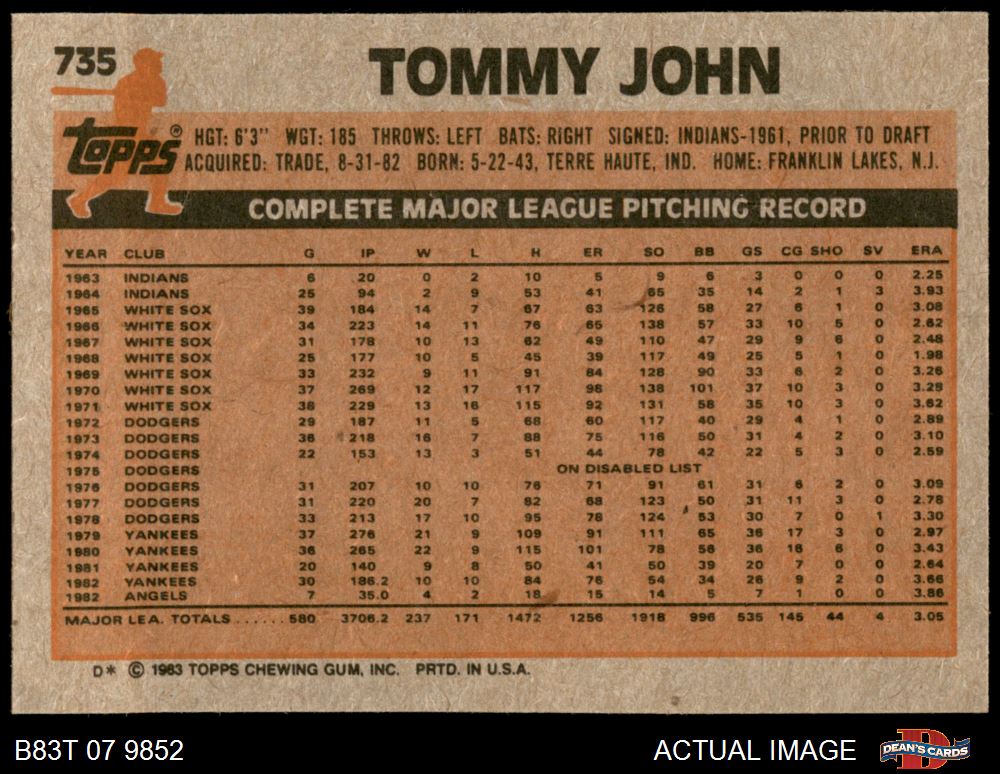 735 TOMMY JOHN
topps® HGT: 6'3" WGT: 185 THROWS: LEFT BATS: RIGHT SIGNED: INDIANS-1961, PRIOR TO DRAFT
ACQUIRED: TRADE, 8-31-82 BORN: 5-22-43, TERRE HAUTE, IND. HOME: FRANKLIN LAKES, N.J.
COMPLETE MAJOR LEAGUE PITCHING RECORD
YEAR CLUB G IP W L H ER SO BB GS CG SHO SV ERA
1963 INDIANS 6 20 0 2 10 5 9 6 3 0 0 0 2.25
1964 INDIANS 25 94 2 9 53 41 65 35 14 2 1 3 3.93
1965 WHITE SOX 39 184 14 7 67 63 126 58 27 6 1 0 3.08
1966 WHITE SOX 34 223 14 11 76 65 138 57 33 10 5 0 2.62
1967 WHITE SOX 31 178 10 13 62 49 110 47 29 9 6 0 2.48
1968 WHITE SOX 25 177 10 5 45 39 117 49 25 5 1 0 1.98
1969 WHITE SOX 33 232 9 11 91 84 128 90 33 6 2 0 3.26
1970 WHITE SOX 37 269 12 17 117 98 138 101 37 10 3 0 3.28
1971 WHITE SOX 38 229 13 16 115 92 131 58 35 10 3 0 3.62
1972 DODGERS 29 187 11 5 68 60 117 40 29 4 1 0 2.89
1973 DODGERS 36 218 16 7 88 75 116 50 31 4 2 0 3.10
1974 DODGERS 22 153 13 3 51 44 78 42 22 5 3 0 2.59
1975 DODGERS ON DISABLED LIST
1976 DODGERS 31 207 10 10 76 71 91 61 31 6 2 0 3.09
1977 DODGERS 31 220 20 7 82 68 123 50 31 11 3 0 2.78
1978 DODGERS 33 213 17 10 95 78 124 53 30 7 0 1 3.30
1979 YANKEES 37 276 21 9 109 91 111 65 36 17 3 0 2.97
1980 YANKEES 36 265 22 9 115 101 78 56 36 16 6 0 3.43
1981 YANKEES 20 140 9 8 50 41 50 39 20 7 0 0 2.64
1982 YANKEES 30 186.2 10 10 84 76 54 34 26 9 2 0 3.66
1982 ANGELS 7 35.0 4 2 18 15 14 5 7 1 0 0 3.86
MAJOR LEA. TOTALS ...... 580 3706.2 237 171 1472 1256 1918 996 535 145 44 4 3.05
D* © 1983 TOPPS CHEWING GUM, INC. PRTD. IN U.S.A.
B83T 07 9852 ACTUAL IMAGE DEAN'S CARDS